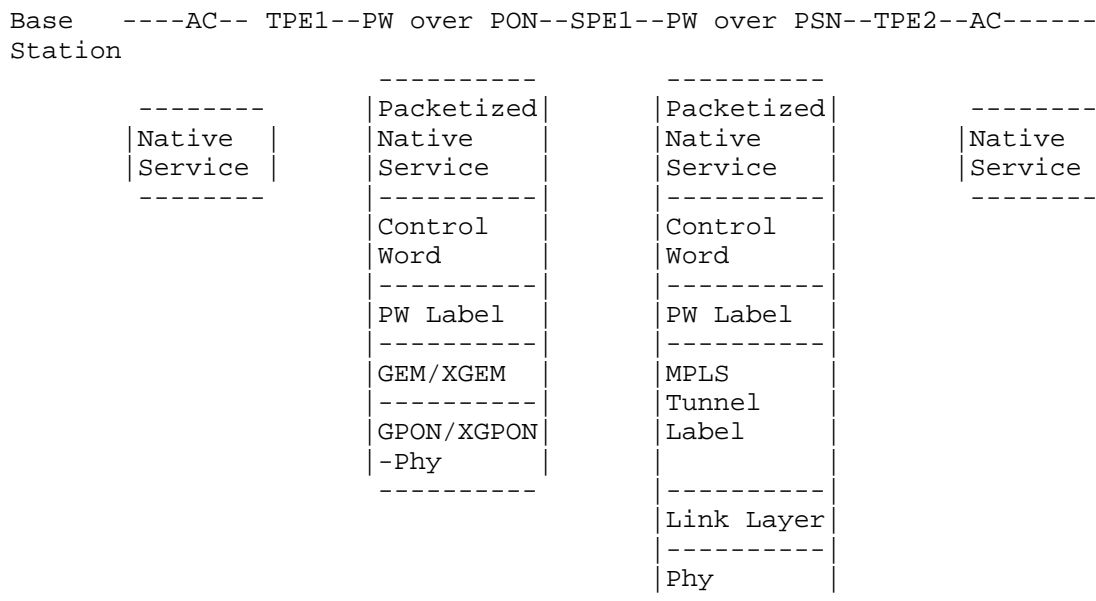 Base   ----AC-- TPE1--PW over PON--SPE1--PW over PSN--TPE2--AC------
Station
                       ----------        ----------
        --------      |Packetized|      |Packetized|        --------
       |Native  |     |Native    |      |Native    |       |Native
       |Service |     |Service   |      |Service   |       |Service
        --------      |----------|      |----------|        --------
                      |Control   |      |Control   |
                      |Word      |      |Word      |
                      |----------|      |----------|
                      |PW Label  |      |PW Label  |
                      |----------|      |----------|
                      |GEM/XGEM  |      |MPLS      |
                      |----------|      |Tunnel    |
                      |GPON/XGPON|      |Label     |
                      |-Phy      |      |          |
                       ----------       |----------|
                                        |Link Layer|
                                        |----------|
                                        |Phy       |